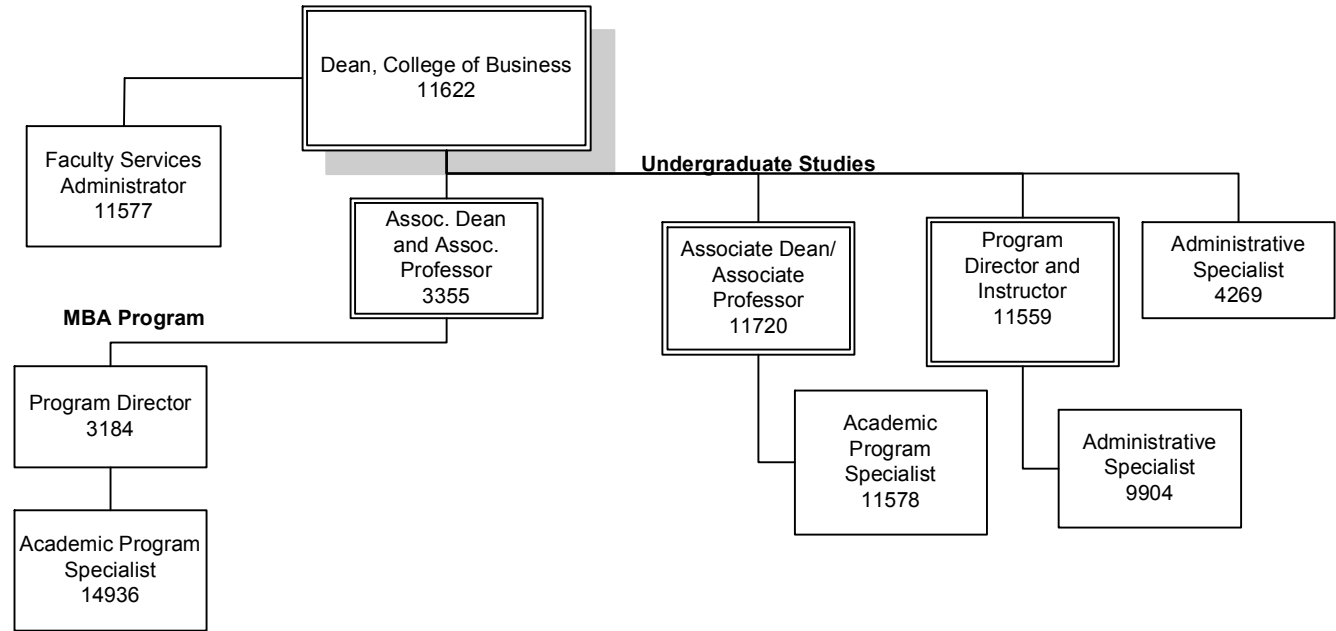 Dean, College of Business
11622
Faculty Services
Administrator
11577
Undergraduate Studies
Assoc. Dean
and Assoc.
Professor
3355
Associate Dean/
Associate
Professor
11720
Program
Director and
Instructor
11559
Administrative
Specialist
4269
MBA Program
Program Director
3184
Academic
Program
Specialist
11578
Administrative
Specialist
9904
Academic Program
Specialist
14936